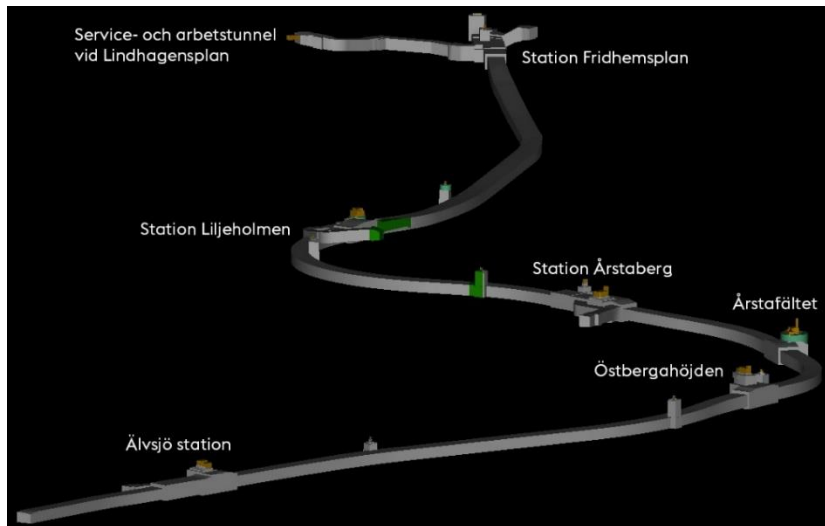 Service- och arbetstunnel
vid Lindhagensplan
Station Fridhemsplan
Station Liljeholmen
Station Årstaberg
Årstafältet
Östbergahöjden
Älvsjö station